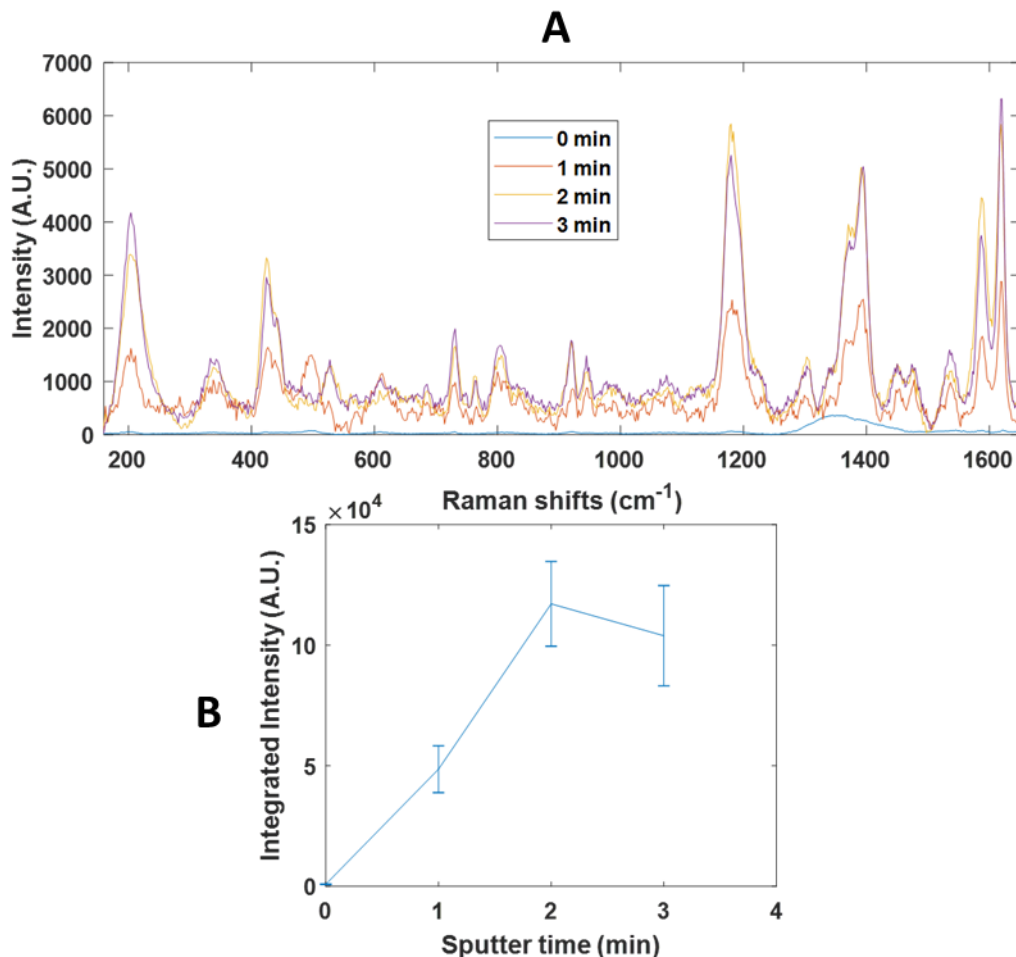 A
7000
6000
5000
4000
3000
2000
1000
0
Intensity (A.U.)
0 min
1 min
2 min
3 min
200 400 600 800 1000 1200 1400 1600
Raman shifts (cm⁻¹)
B
×10⁴
15
10
5
0
Integrated Intensity (A.U.)
0 1 2 3 4
Sputter time (min)